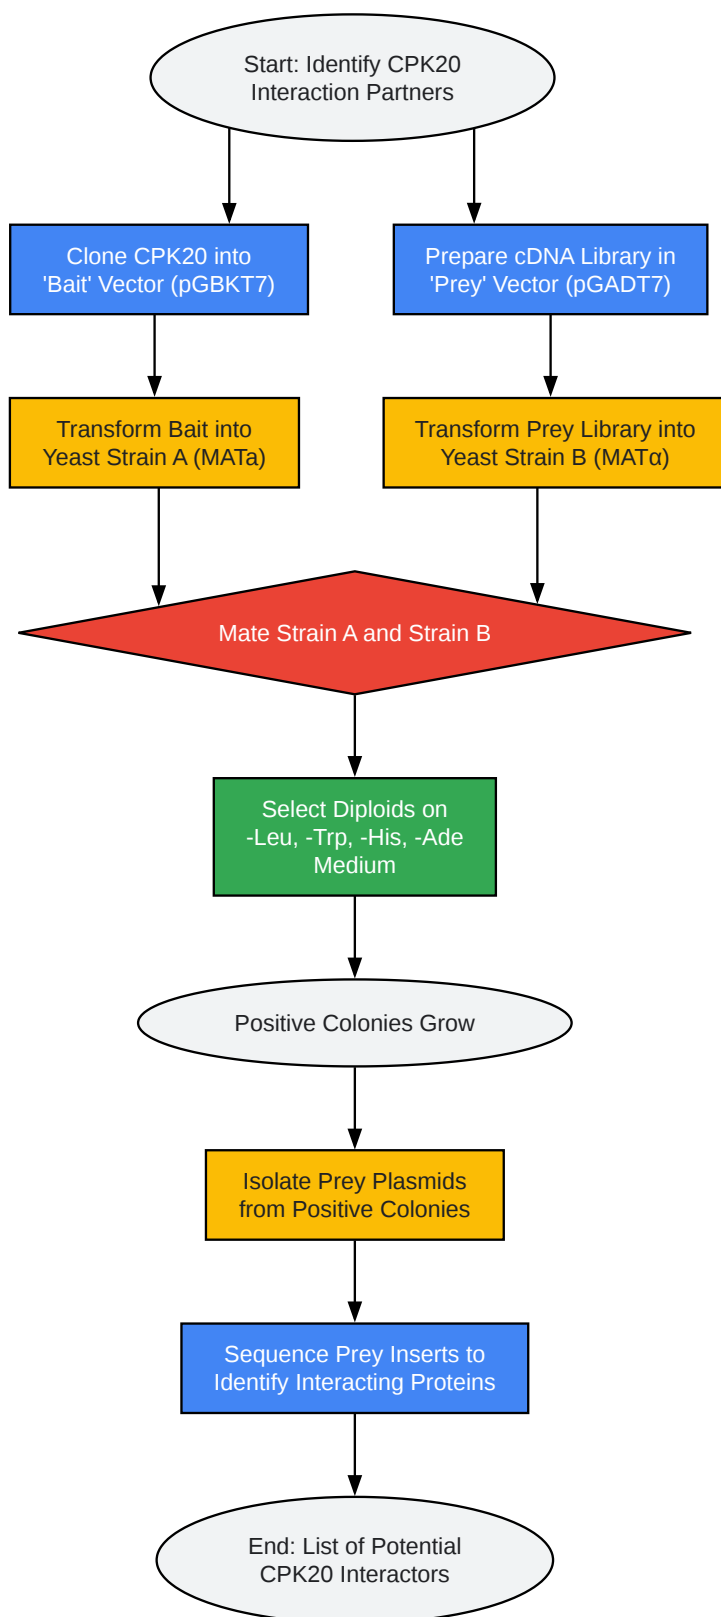 Start: Identify CPK20
Interaction Partners
Clone CPK20 into
'Bait' Vector (pGBKT7)
Prepare cDNA Library in
'Prey' Vector (pGADT7)
Transform Bait into
Yeast Strain A (MATa)
Transform Prey Library into
Yeast Strain B (MATα)
Mate Strain A and Strain B
Select Diploids on
-Leu, -Trp, -His, -Ade
Medium
Positive Colonies Grow
Isolate Prey Plasmids
from Positive Colonies
Sequence Prey Inserts to
Identify Interacting Proteins
End: List of Potential
CPK20 Interactors